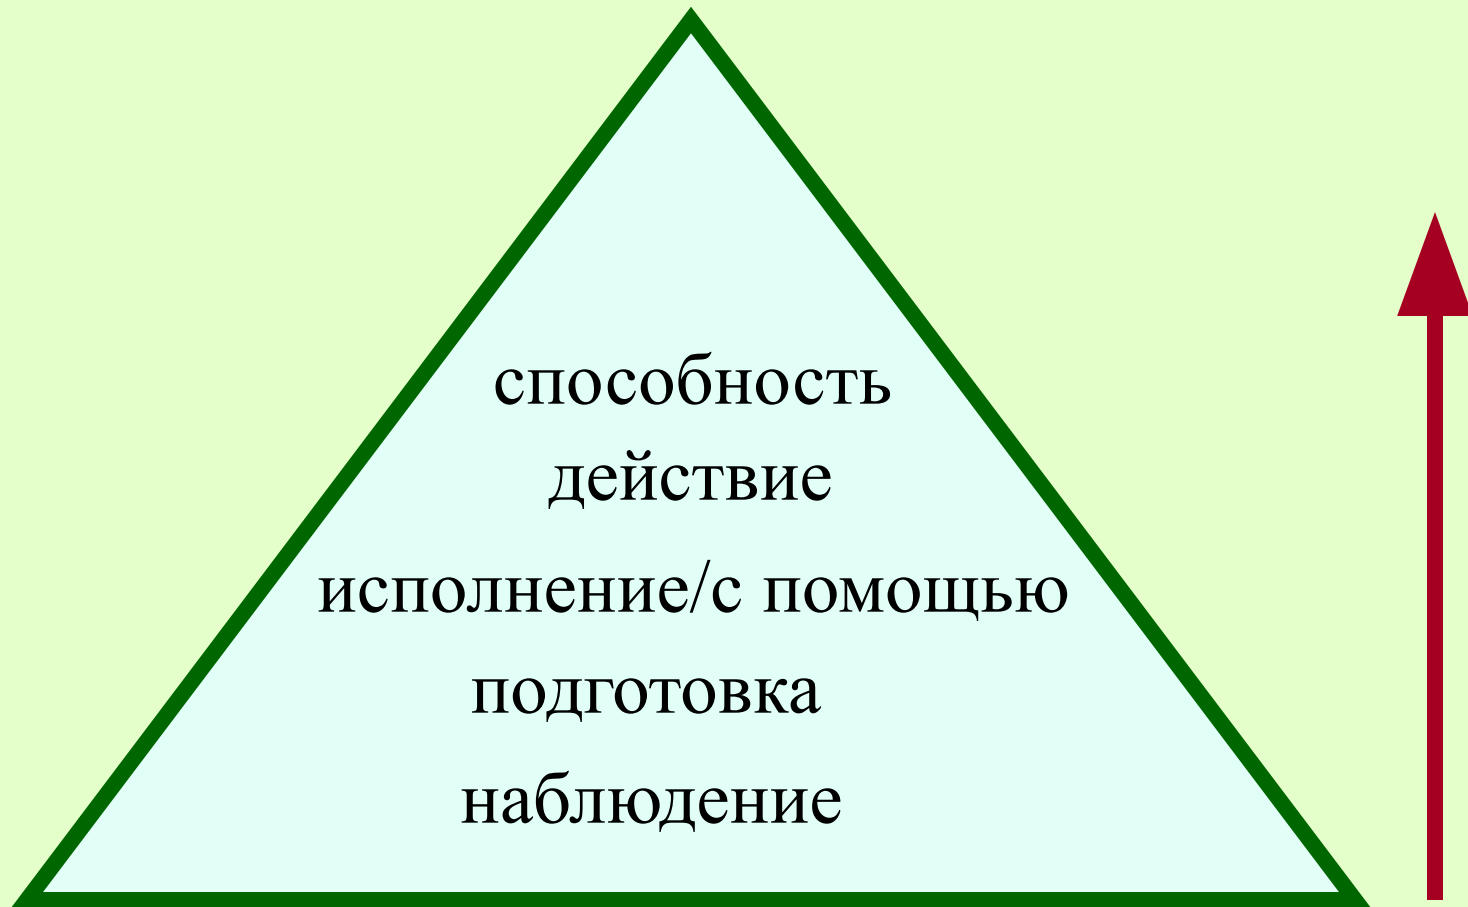 способность
действие
исполнение/с помощью
подготовка
наблюдение